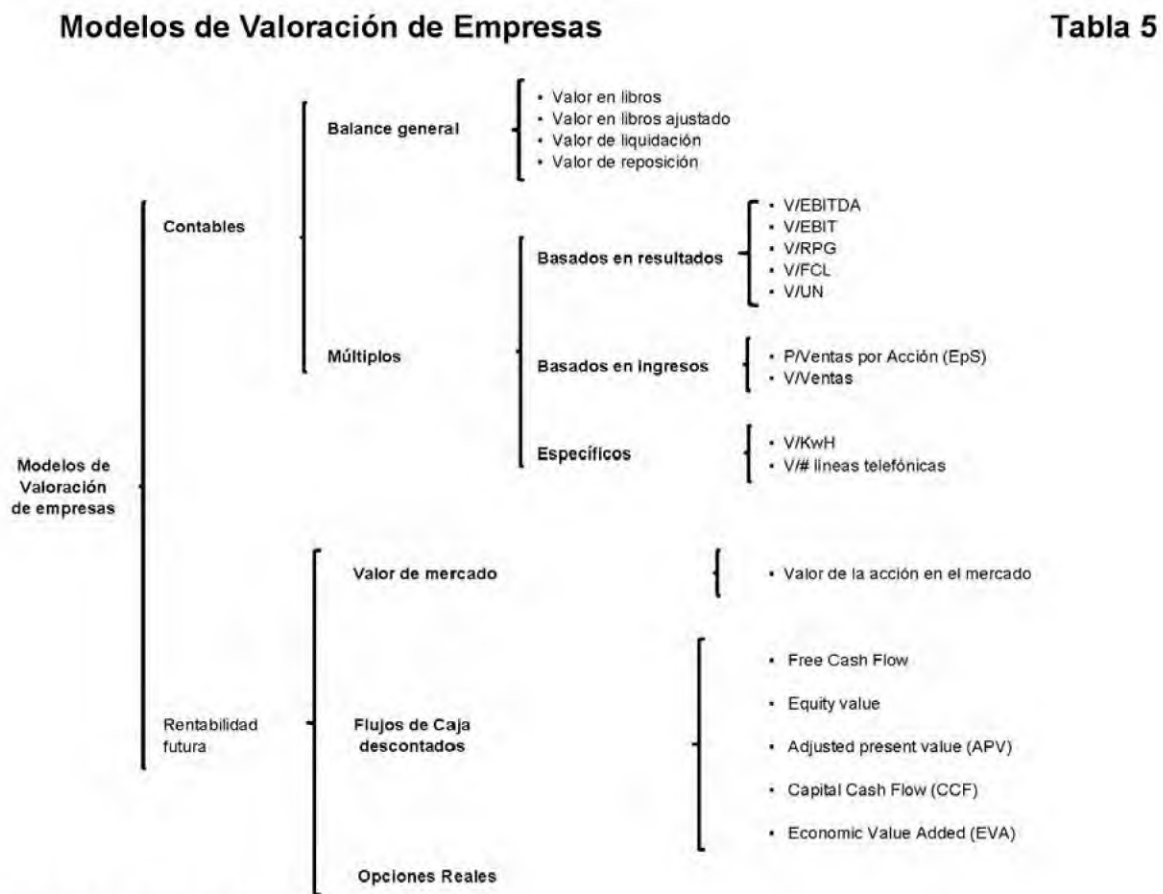 Modelos de Valoración de Empresas
Tabla 5
Modelos de
Valoración
de empresas
Contables
Balance general
▪ Valor en libros
▪ Valor en libros ajustado
▪ Valor de liquidación
▪ Valor de reposición
Múltiplos
Basados en resultados
▪ V/EBITDA
▪ V/EBIT
▪ V/RPG
▪ V/FCL
▪ V/UN
Basados en ingresos
▪ P/Ventas por Acción (EpS)
▪ V/Ventas
Específicos
▪ V/KwH
▪ V/# líneas telefónicas
Rentabilidad
futura
Valor de mercado
▪ Valor de la acción en el mercado
Flujos de Caja
descontados
▪ Free Cash Flow
▪ Equity value
▪ Adjusted present value (APV)
▪ Capital Cash Flow (CCF)
▪ Economic Value Added (EVA)
Opciones Reales